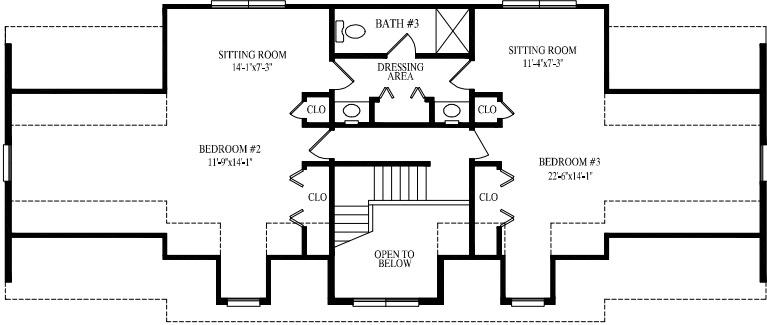 BATH #3
SITTING ROOM
14'-1"x7'-3"
SITTING ROOM
11'-4"x7'-3"
DRESSING
AREA
CLO
CLO
BEDROOM #2
11'-9"x14'-1"
BEDROOM #3
22'-6"x14'-1"
CLO
CLO
OPEN TO
BELOW